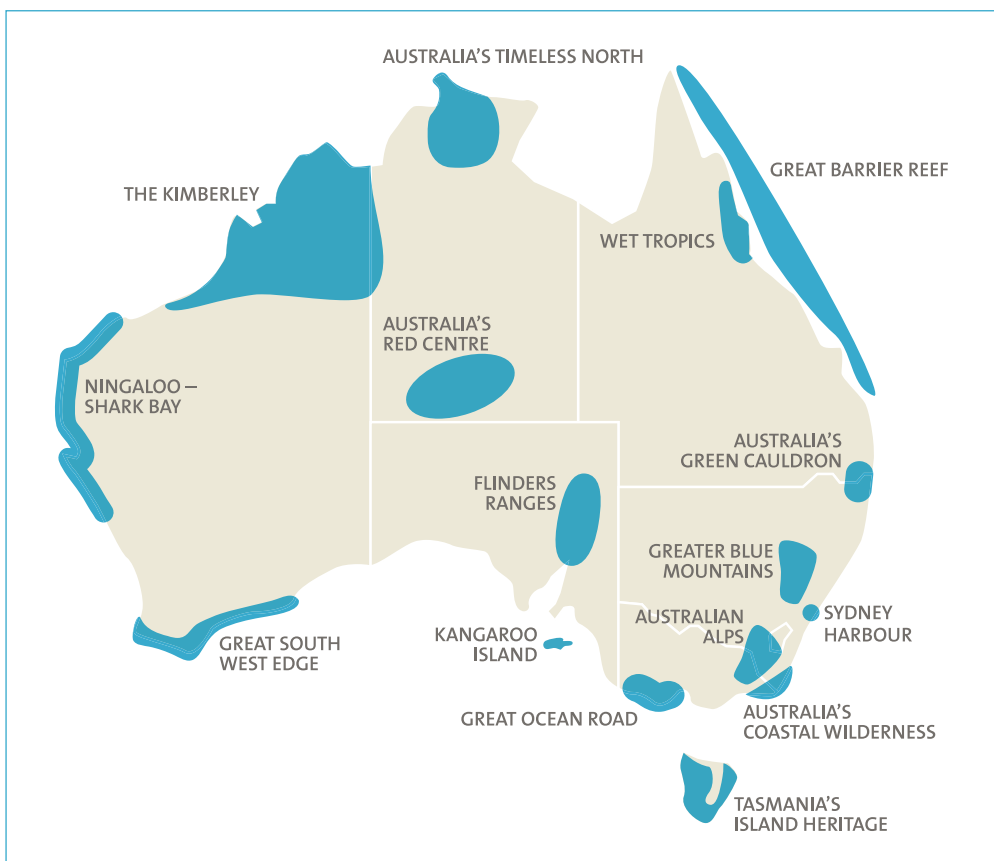 AUSTRALIA'S TIMELESS NORTH
GREAT BARRIER REEF
THE KIMBERLEY
WET TROPICS
AUSTRALIA'S
RED CENTRE
NINGALOO –
SHARK BAY
AUSTRALIA'S
GREEN CAULDRON
FLINDERS
RANGES
GREATER BLUE
MOUNTAINS
SYDNEY
HARBOUR
AUSTRALIAN
ALPS
KANGAROO
ISLAND
GREAT SOUTH
WEST EDGE
GREAT OCEAN ROAD
AUSTRALIA'S
COASTAL WILDERNESS
TASMANIA'S
ISLAND HERITAGE